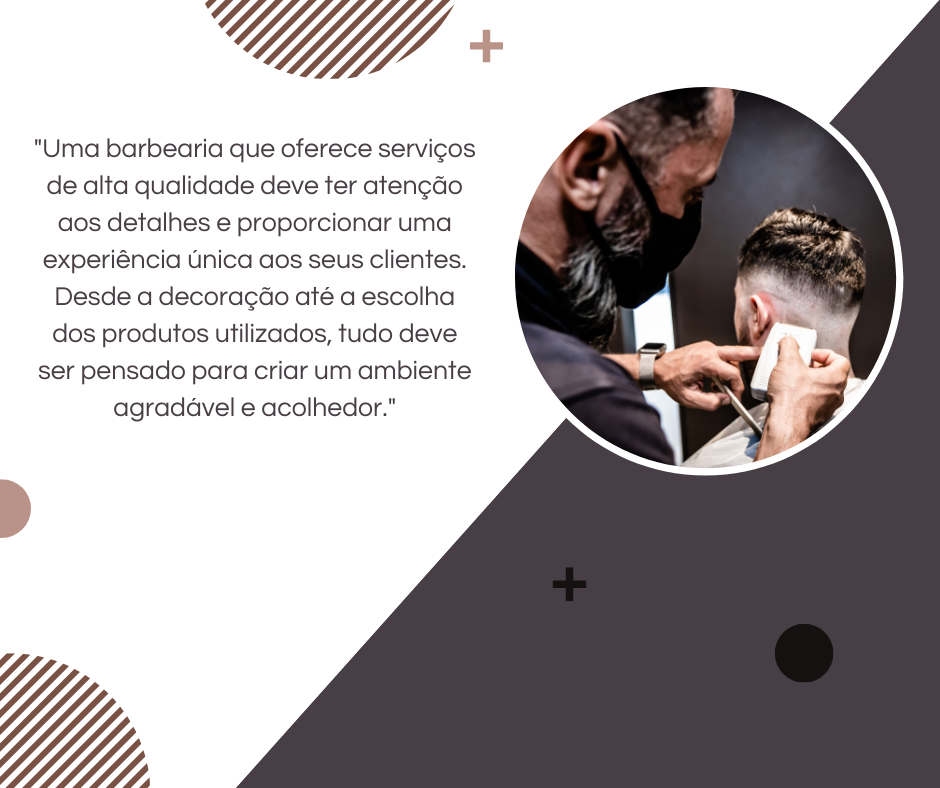 "Uma barbearia que oferece serviços
de alta qualidade deve ter atenção
aos detalhes e proporcionar uma
experiência única aos seus clientes.
Desde a decoração até a escolha
dos produtos utilizados, tudo deve
ser pensado para criar um ambiente
agradável e acolhedor."